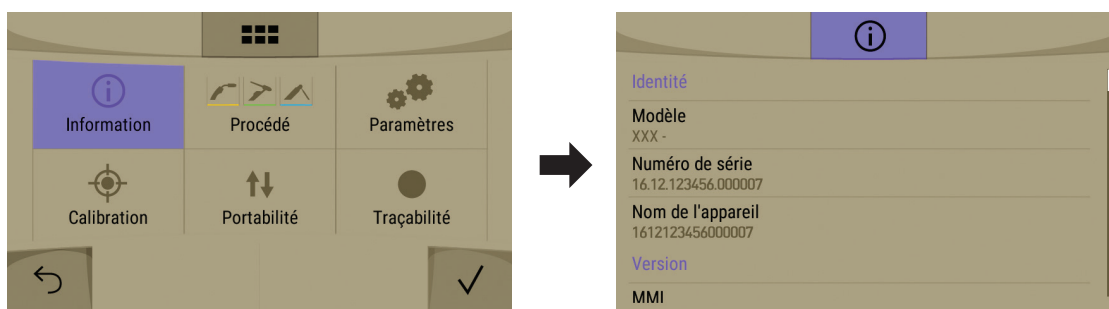 Information
Procédé
Paramètres
Calibration
Portabilité
Traçabilité
Identité
Modèle
XXX -
Numéro de série
16.12.123456.000007
Nom de l'appareil
1612123456000007
Version
MMI